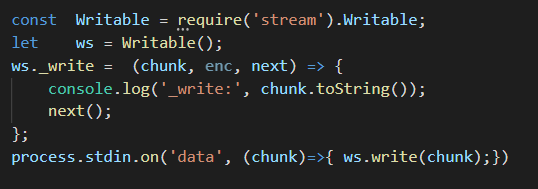 const  Writable = require('stream').Writable;
let    ws = Writable();
ws._write =  (chunk, enc, next) => {
    console.log('_write:', chunk.toString());
    next();
};
process.stdin.on('data', (chunk)=>{ ws.write(chunk);})